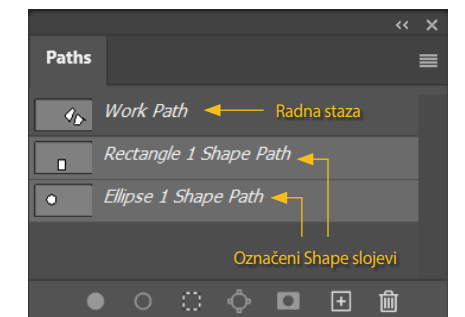 Paths
Work Path
Radna staza
Rectangle 1 Shape Path
Ellipse 1 Shape Path
Označeni Shape slojevi